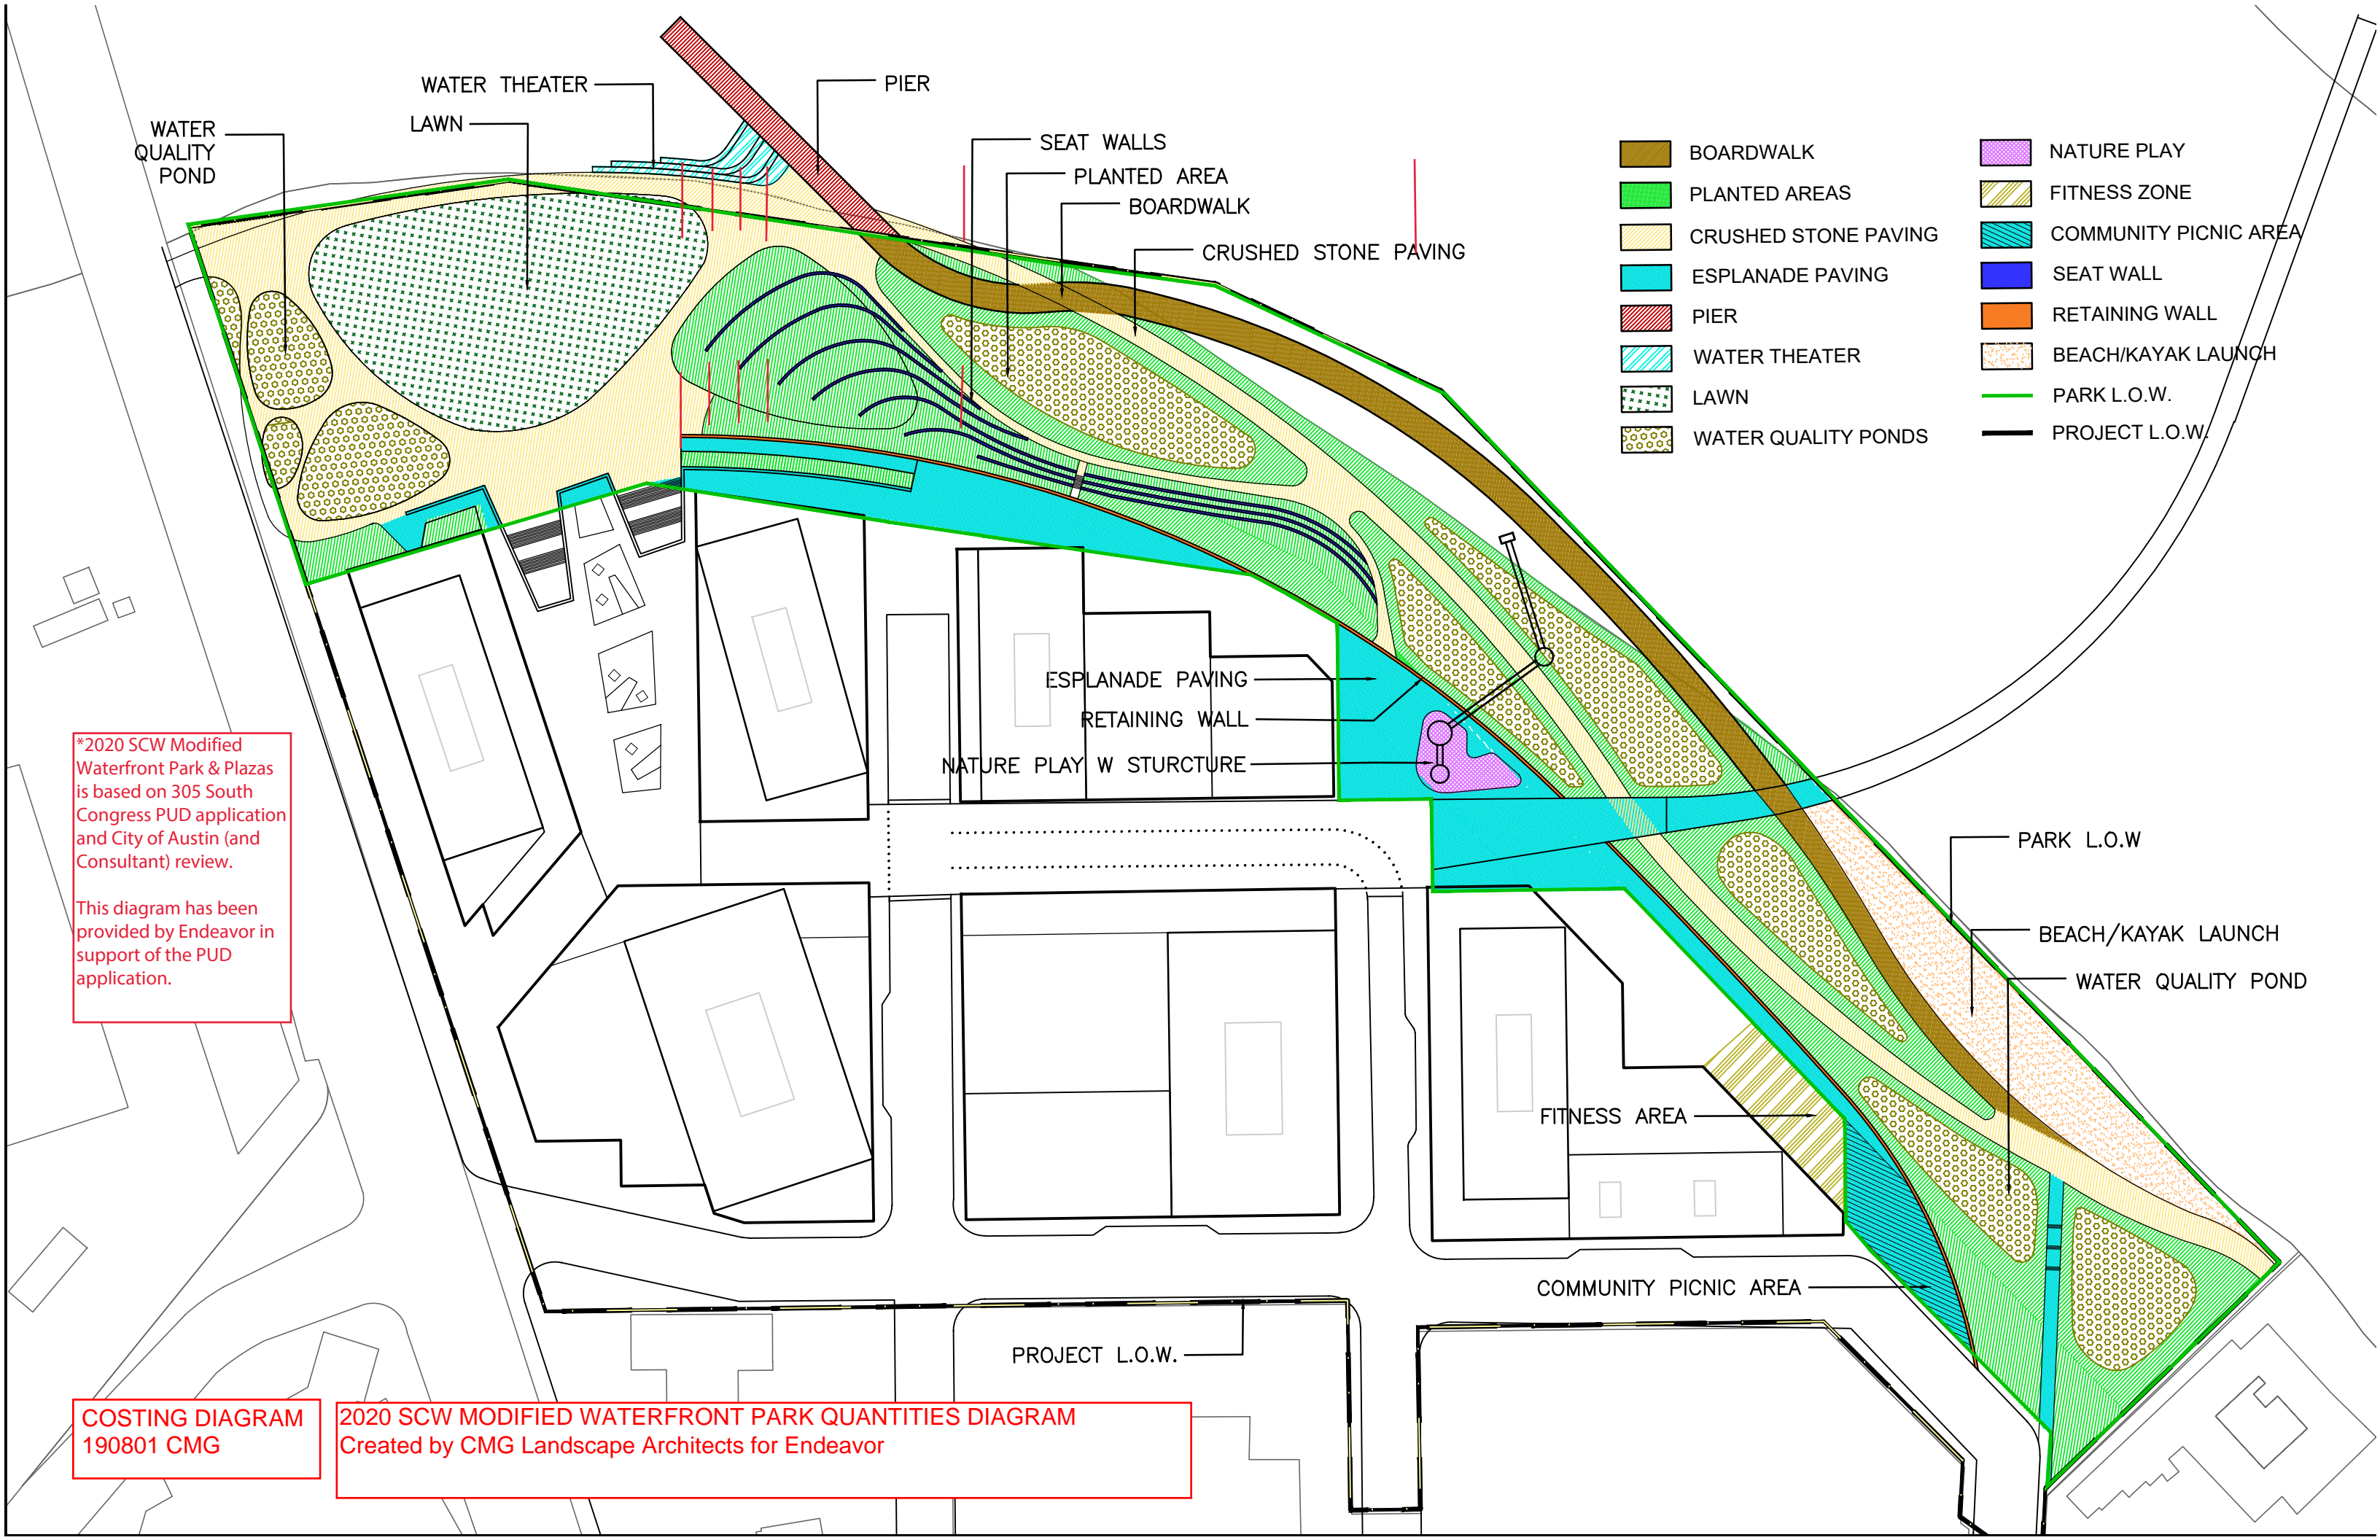 WATER THEATER
PIER
LAWN
WATER
QUALITY
POND
SEAT WALLS
PLANTED AREA
BOARDWALK
CRUSHED STONE PAVING
BOARDWALK
PLANTED AREAS
CRUSHED STONE PAVING
ESPLANADE PAVING
PIER
WATER THEATER
LAWN
WATER QUALITY PONDS
NATURE PLAY
FITNESS ZONE
COMMUNITY PICNIC AREA
SEAT WALL
RETAINING WALL
BEACH/KAYAK LAUNCH
PARK L.O.W.
PROJECT L.O.W.
ESPLANADE PAVING
RETAINING WALL
NATURE PLAY W STURCTURE
*2020 SCW Modified
Waterfront Park & Plazas
is based on 305 South
Congress PUD application
and City of Austin (and
Consultant) review.
This diagram has been
provided by Endeavor in
support of the PUD
application.
PARK L.O.W
BEACH/KAYAK LAUNCH
WATER QUALITY POND
FITNESS AREA
COMMUNITY PICNIC AREA
PROJECT L.O.W.
COSTING DIAGRAM
190801 CMG
2020 SCW MODIFIED WATERFRONT PARK QUANTITIES DIAGRAM
Created by CMG Landscape Architects for Endeavor